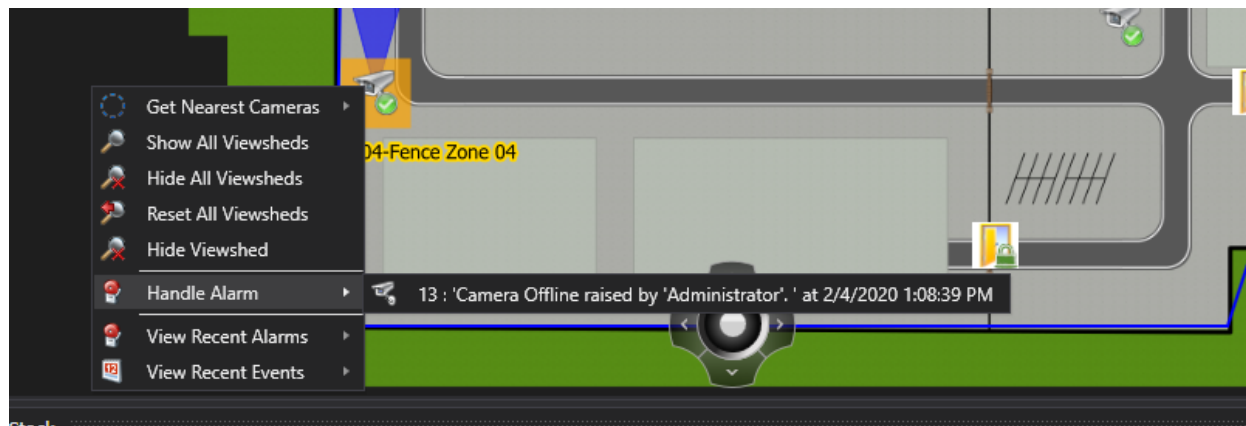 Get Nearest Cameras
Show All Viewsheds
04-Fence Zone 04
Hide All Viewsheds
Reset All Viewsheds
Hide Viewshed
Handle Alarm
13 : 'Camera Offline raised by 'Administrator'. ' at 2/4/2020 1:08:39 PM
View Recent Alarms
12
View Recent Events